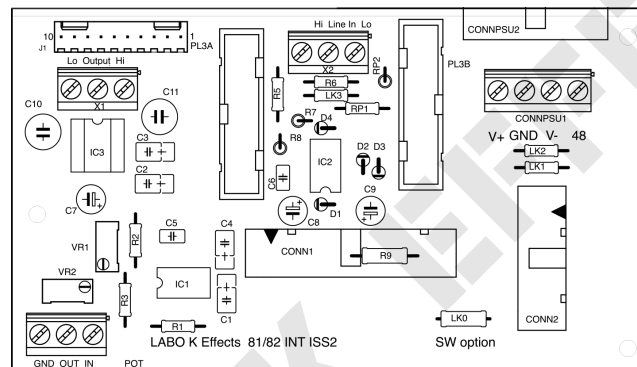 Hi Line In Lo
CONNPSU2
10 1
J1 PL3A
Lo Output Hi
X1
X2
RP2
PL3B
R5
R6
LK3
RP1
C10
C11
R7
D4
R8
CONNPSU1
V+ GND V- 48
LK2
LK1
IC3
C3
C2
C6
IC2
D2
D3
C7
C8
C9
D1
VR1
R2
C5
C4
CONN1
R9
VR2
R3
IC1
C1
CONN2
R1
LK0
LABO K Effects 81/82 INT ISS2
SW option
GND OUT IN POT